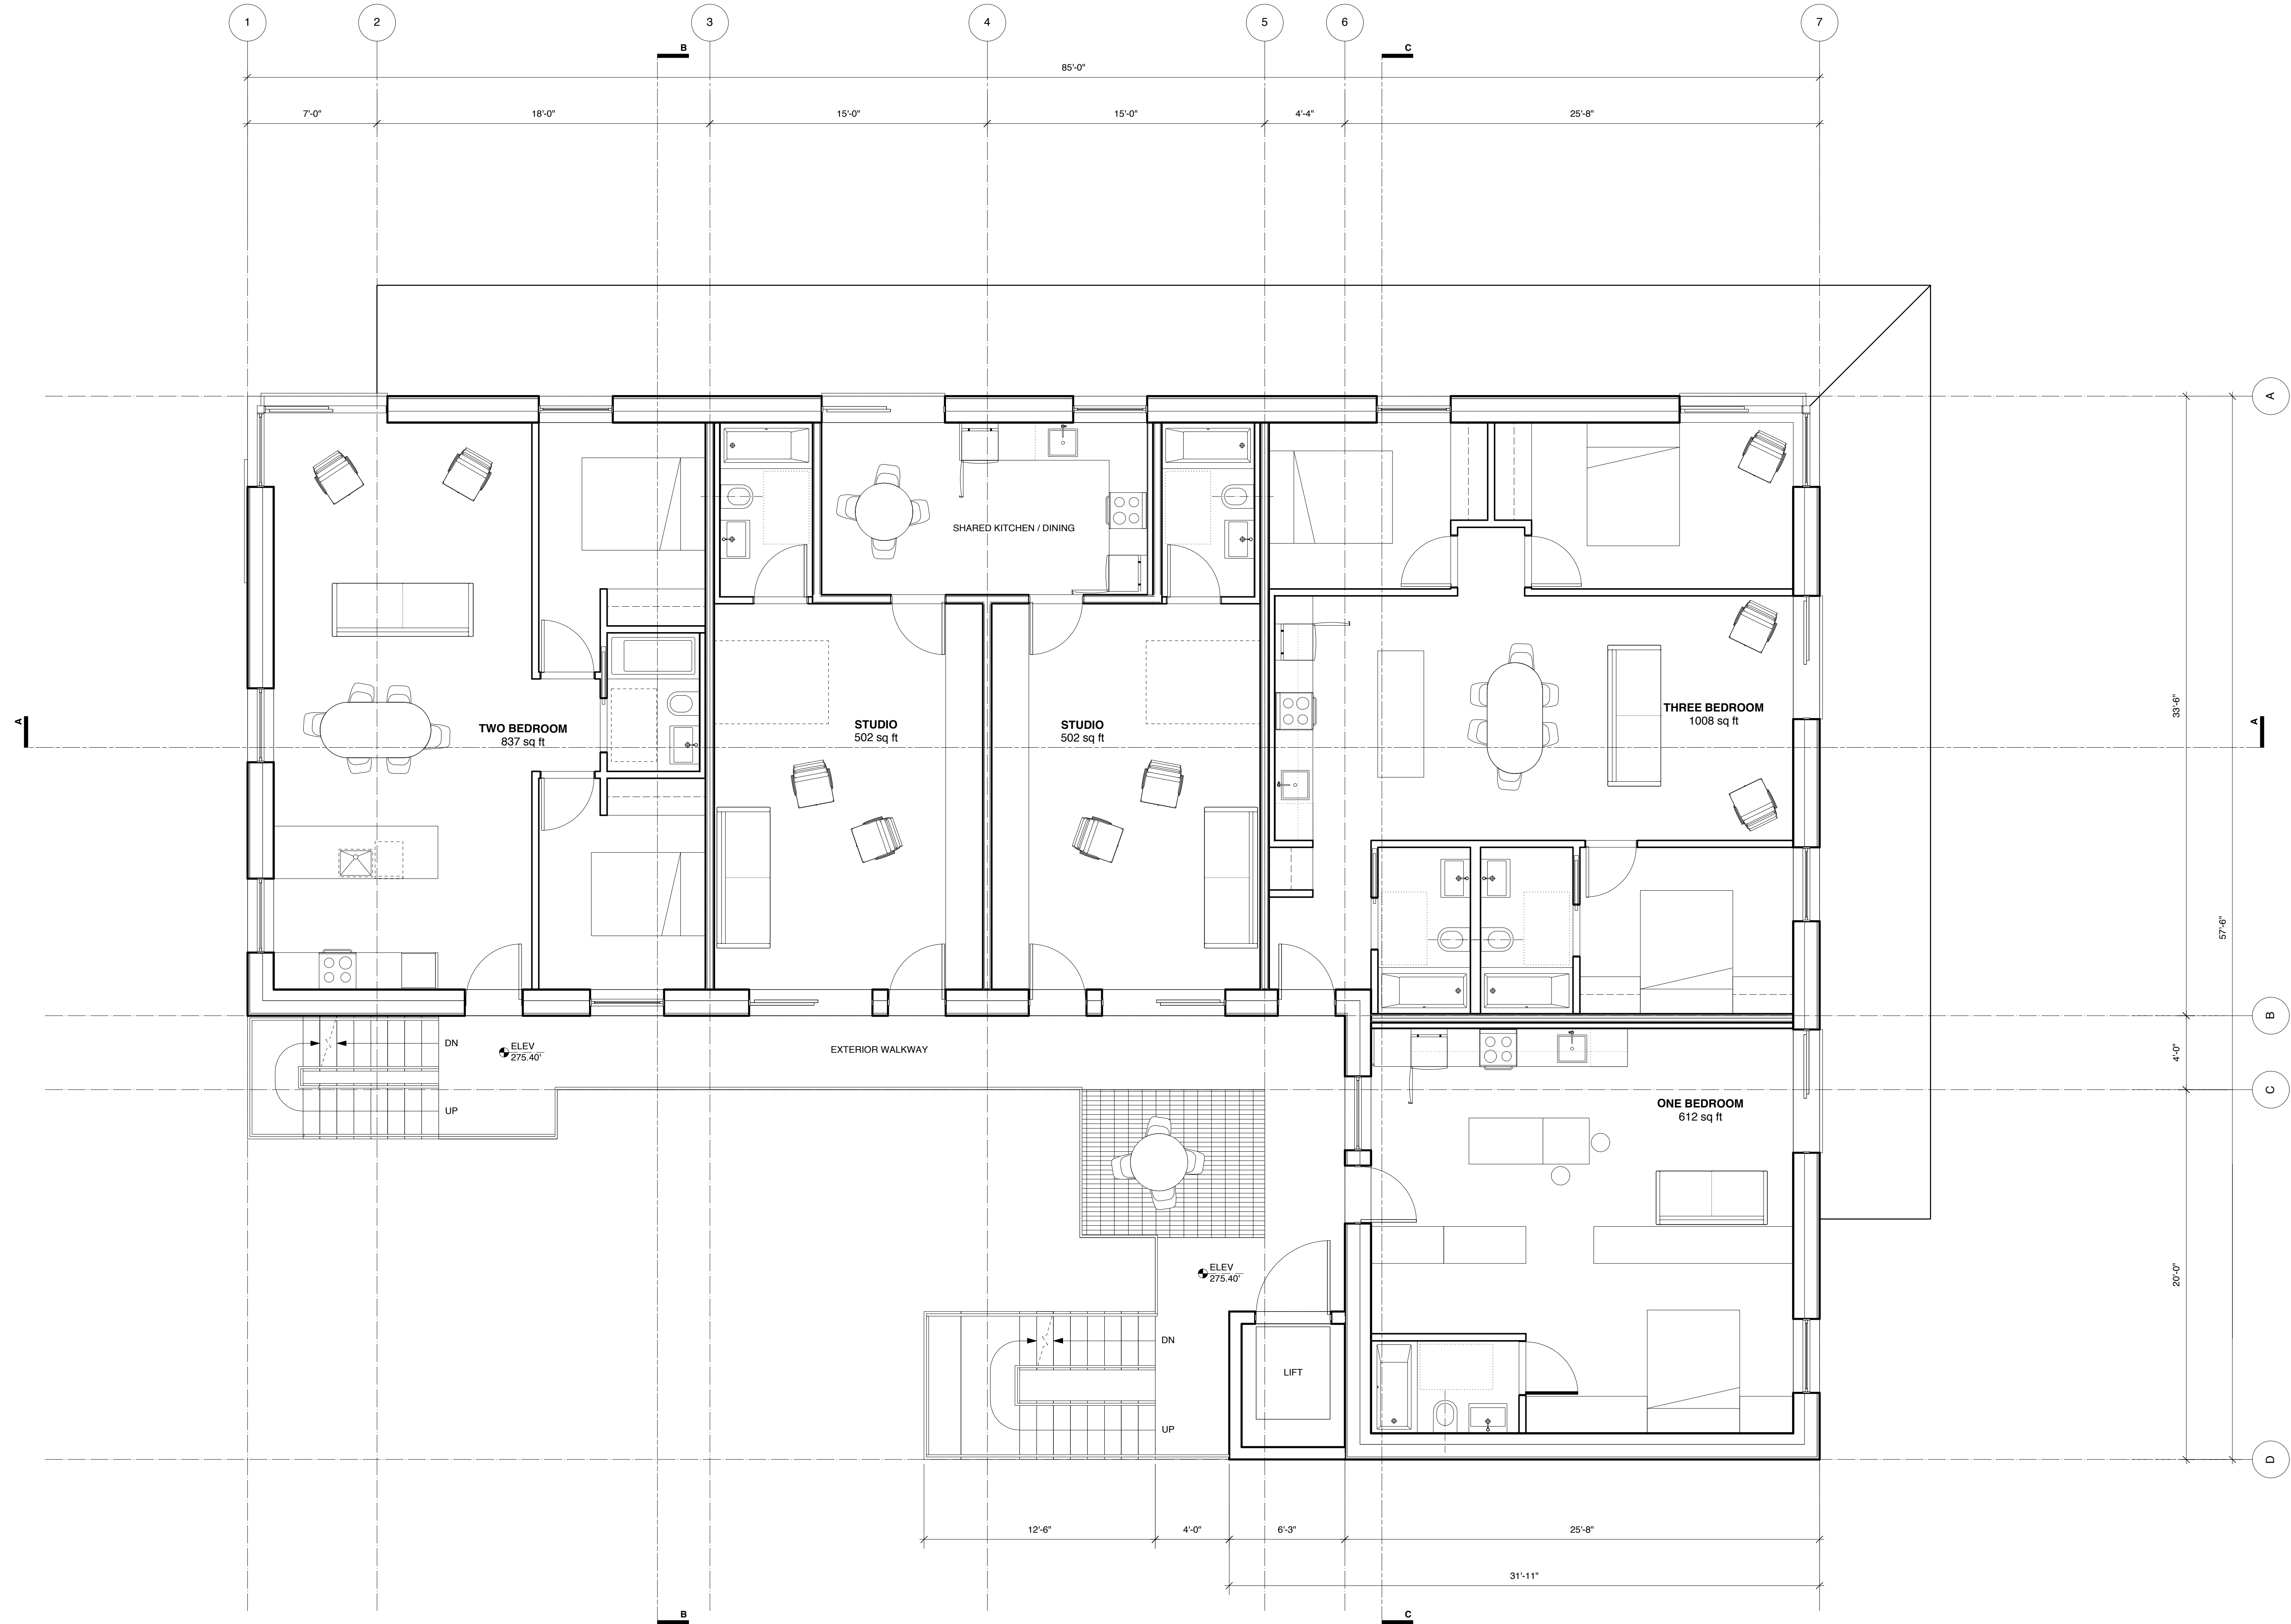 1
2
3
4
5
6
7
B
C
85'-0"
7'-0"
18'-0"
15'-0"
15'-0"
4'-4"
25'-8"
A
SHARED KITCHEN / DINING
33'-6"
A
A
TWO BEDROOM
837 sq ft
STUDIO
502 sq ft
STUDIO
502 sq ft
THREE BEDROOM
1008 sq ft
57'-6"
B
DN
ELEV
275.40'
EXTERIOR WALKWAY
4'-0"
C
UP
ONE BEDROOM
612 sq ft
ELEV
275.40'
20'-0"
DN
LIFT
UP
D
12'-6"
4'-0"
6'-3"
25'-8"
31'-11"
B
C